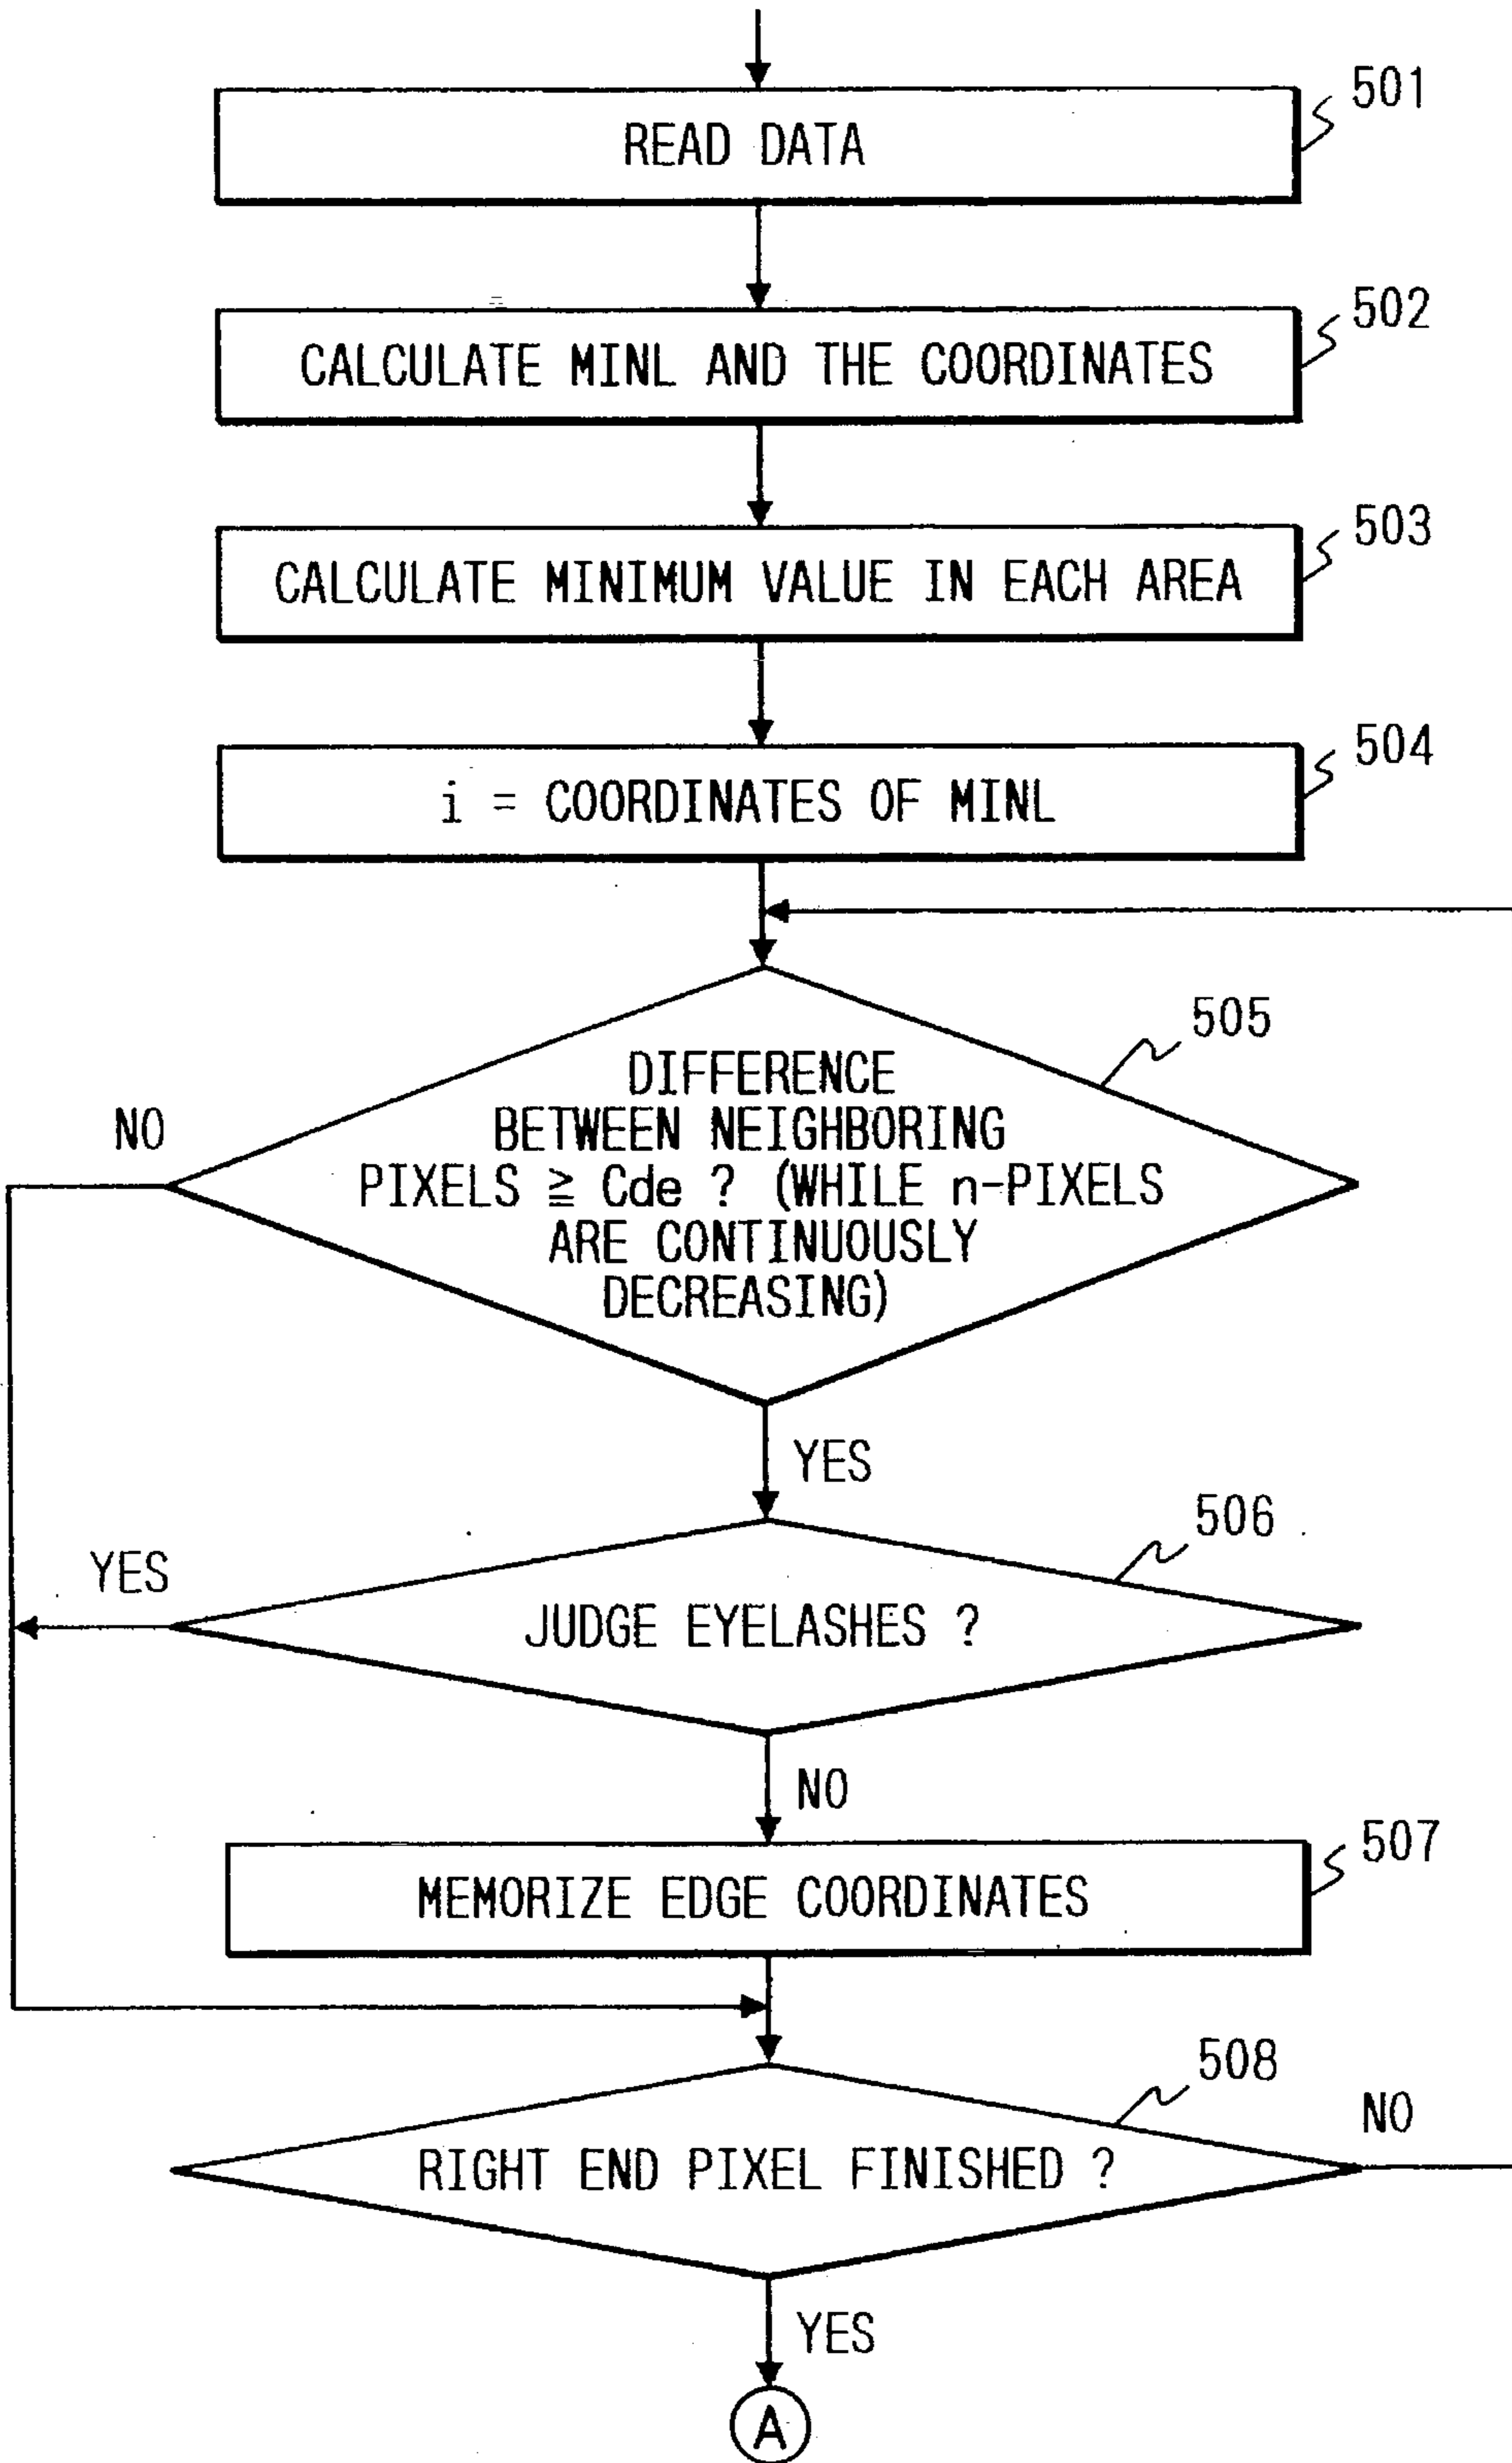 501
READ DATA
502
CALCULATE MINL AND THE COORDINATES
503
CALCULATE MINIMUM VALUE IN EACH AREA
504
i = COORDINATES OF MINL
505
DIFFERENCE
BETWEEN NEIGHBORING
PIXELS ≧ Cde ? (WHILE n-PIXELS
ARE CONTINUOUSLY
DECREASING)
NO
YES
506
JUDGE EYELASHES ?
YES
NO
507
MEMORIZE EDGE COORDINATES
508
RIGHT END PIXEL FINISHED ?
NO
YES
A